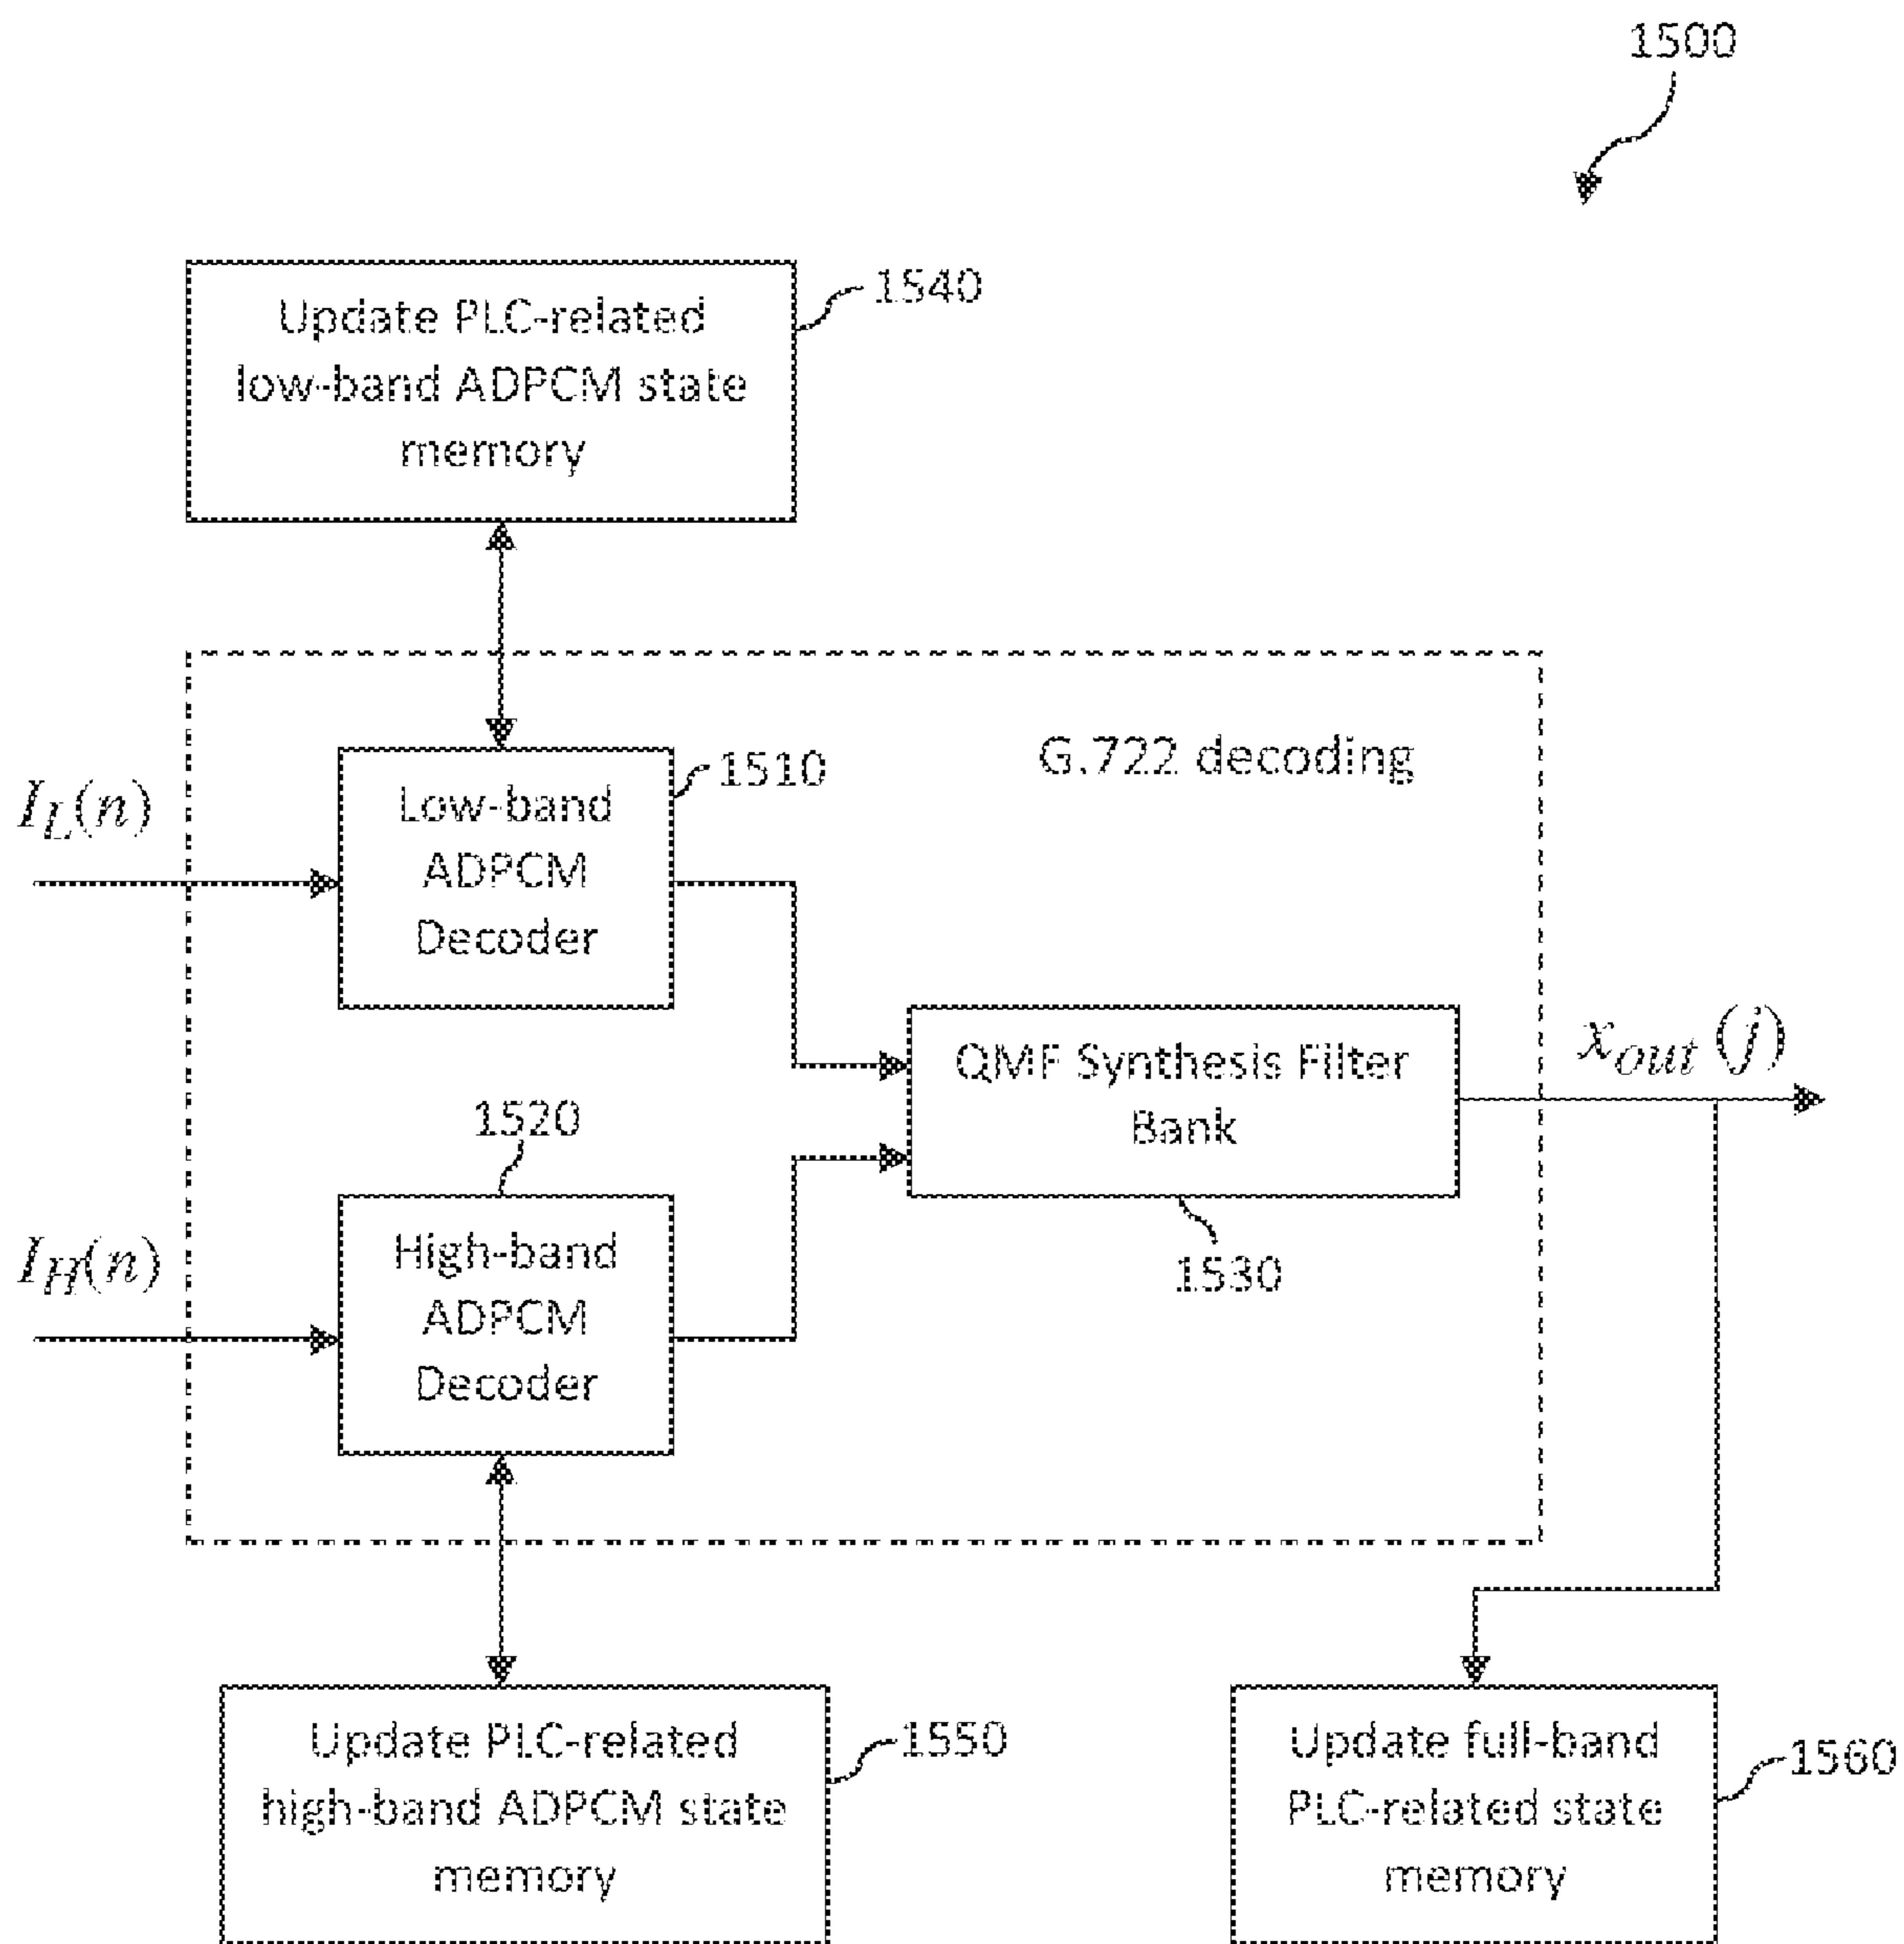 1500
Update PLC-related
low-band ADPCM state
memory
1540
G.722 decoding
I_L(n)
Low-band
ADPCM
Decoder
1510
QMF Synthesis Filter
Bank
1530
x_out (j)
1520
I_H(n)
High-band
ADPCM
Decoder
Update PLC-related
high-band ADPCM state
memory
1550
Update full-band
PLC-related state
memory
1560